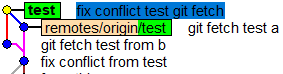 test fix conflict test git fetch
remotes/origin/test git fetch test a
git fetch test from b
fix conflict from test